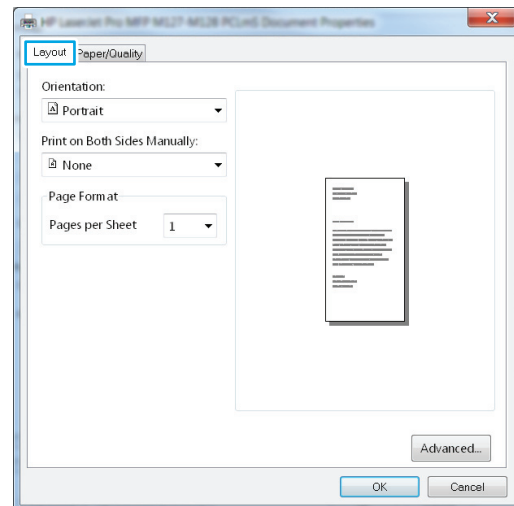 HP LaserJet Pro MFP M127-M128 PCLmS Document Properties
Layout
Paper/Quality
Orientation:
Portrait
Print on Both Sides Manually:
None
Page Format
Pages per Sheet 1
Advanced...
OK Cancel